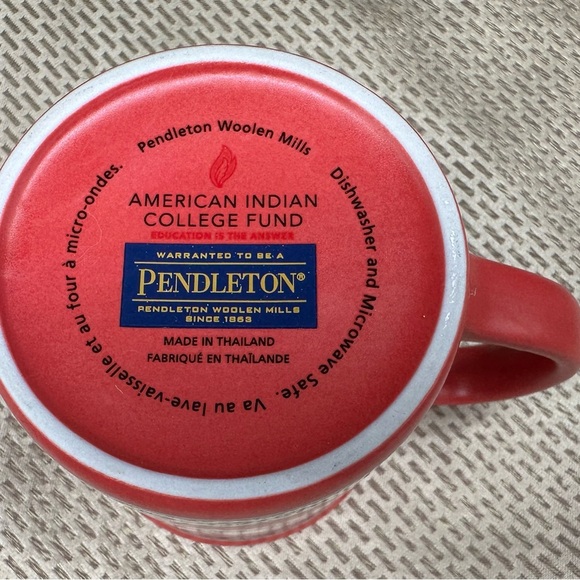 Pendleton Woolen Mills
Dishwasher and Microwave Safe.
Va au lave-vaisselle et au four à micro-ondes.
AMERICAN INDIAN
COLLEGE FUND
EDUCATION IS THE ANSWER
WARRANTED TO BE A
PENDLETON®
PENDLETON WOOLEN MILLS
SINCE 1863
MADE IN THAILAND
FABRIQUÉ EN THAÏLANDE